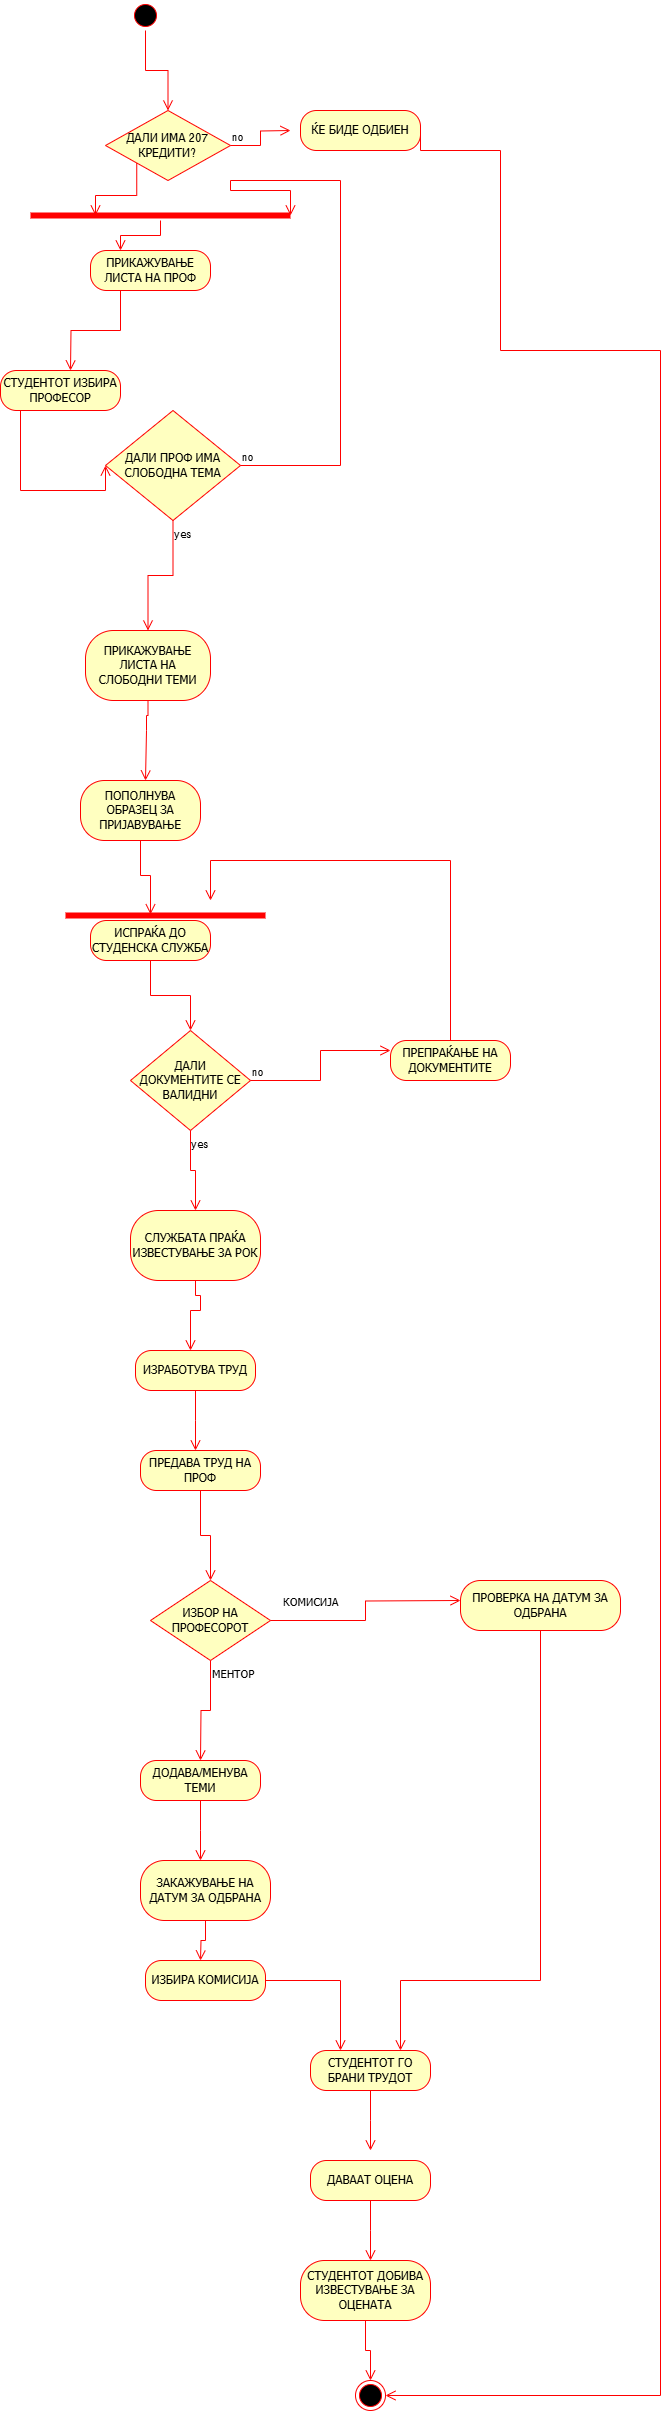 ДАЛИ ИМА 207
КРЕДИТИ?
no
ЌЕ БИДЕ ОДБИЕН
ПРИКАЖУВАЊЕ
ЛИСТА НА ПРОФ
СТУДЕНТОТ ИЗБИРА
ПРОФЕСОР
ДАЛИ ПРОФ ИМА
СЛОБОДНА ТЕМА
no
yes
ПРИКАЖУВАЊЕ
ЛИСТА НА
СЛОБОДНИ ТЕМИ
ПОПОЛНУВА
ОБРАЗЕЦ ЗА
ПРИЈАВУВАЊЕ
ИСПРАЌА ДО
СТУДЕНСКА СЛУЖБА
ДАЛИ
ДОКУМЕНТИТЕ СЕ
ВАЛИДНИ
no
ПРЕПРАЌАЊЕ НА
ДОКУМЕНТИТЕ
yes
СЛУЖБАТА ПРАЌА
ИЗВЕСТУВАЊЕ ЗА РОК
ИЗРАБОТУВА ТРУД
ПРЕДАВА ТРУД НА
ПРОФ
ИЗБОР НА
ПРОФЕСОРОТ
КОМИСИЈА
ПРОВЕРКА НА ДАТУМ ЗА
ОДБРАНА
МЕНТОР
ДОДАВА/МЕНУВА
ТЕМИ
ЗАКАЖУВАЊЕ НА
ДАТУМ ЗА ОДБРАНА
ИЗБИРА КОМИСИЈА
СТУДЕНТОТ ГО
БРАНИ ТРУДОТ
ДАВААТ ОЦЕНА
СТУДЕНТОТ ДОБИВА
ИЗВЕСТУВАЊЕ ЗА
ОЦЕНАТА